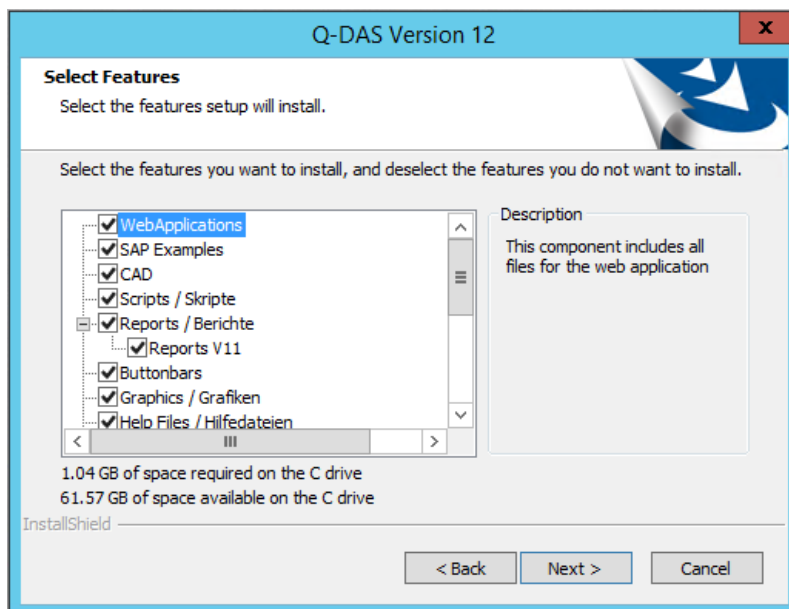 Q-DAS Version 12
x
Select Features
Select the features setup will install.
Select the features you want to install, and deselect the features you do not want to install.
WebApplications
SAP Examples
CAD
Scripts / Skripte
Reports / Berichte
Reports V11
Buttonbars
Graphics / Grafiken
Help Files / Hilfedateien
Description
This component includes all
files for the web application
1.04 GB of space required on the C drive
61.57 GB of space available on the C drive
InstallShield
< Back
Next >
Cancel